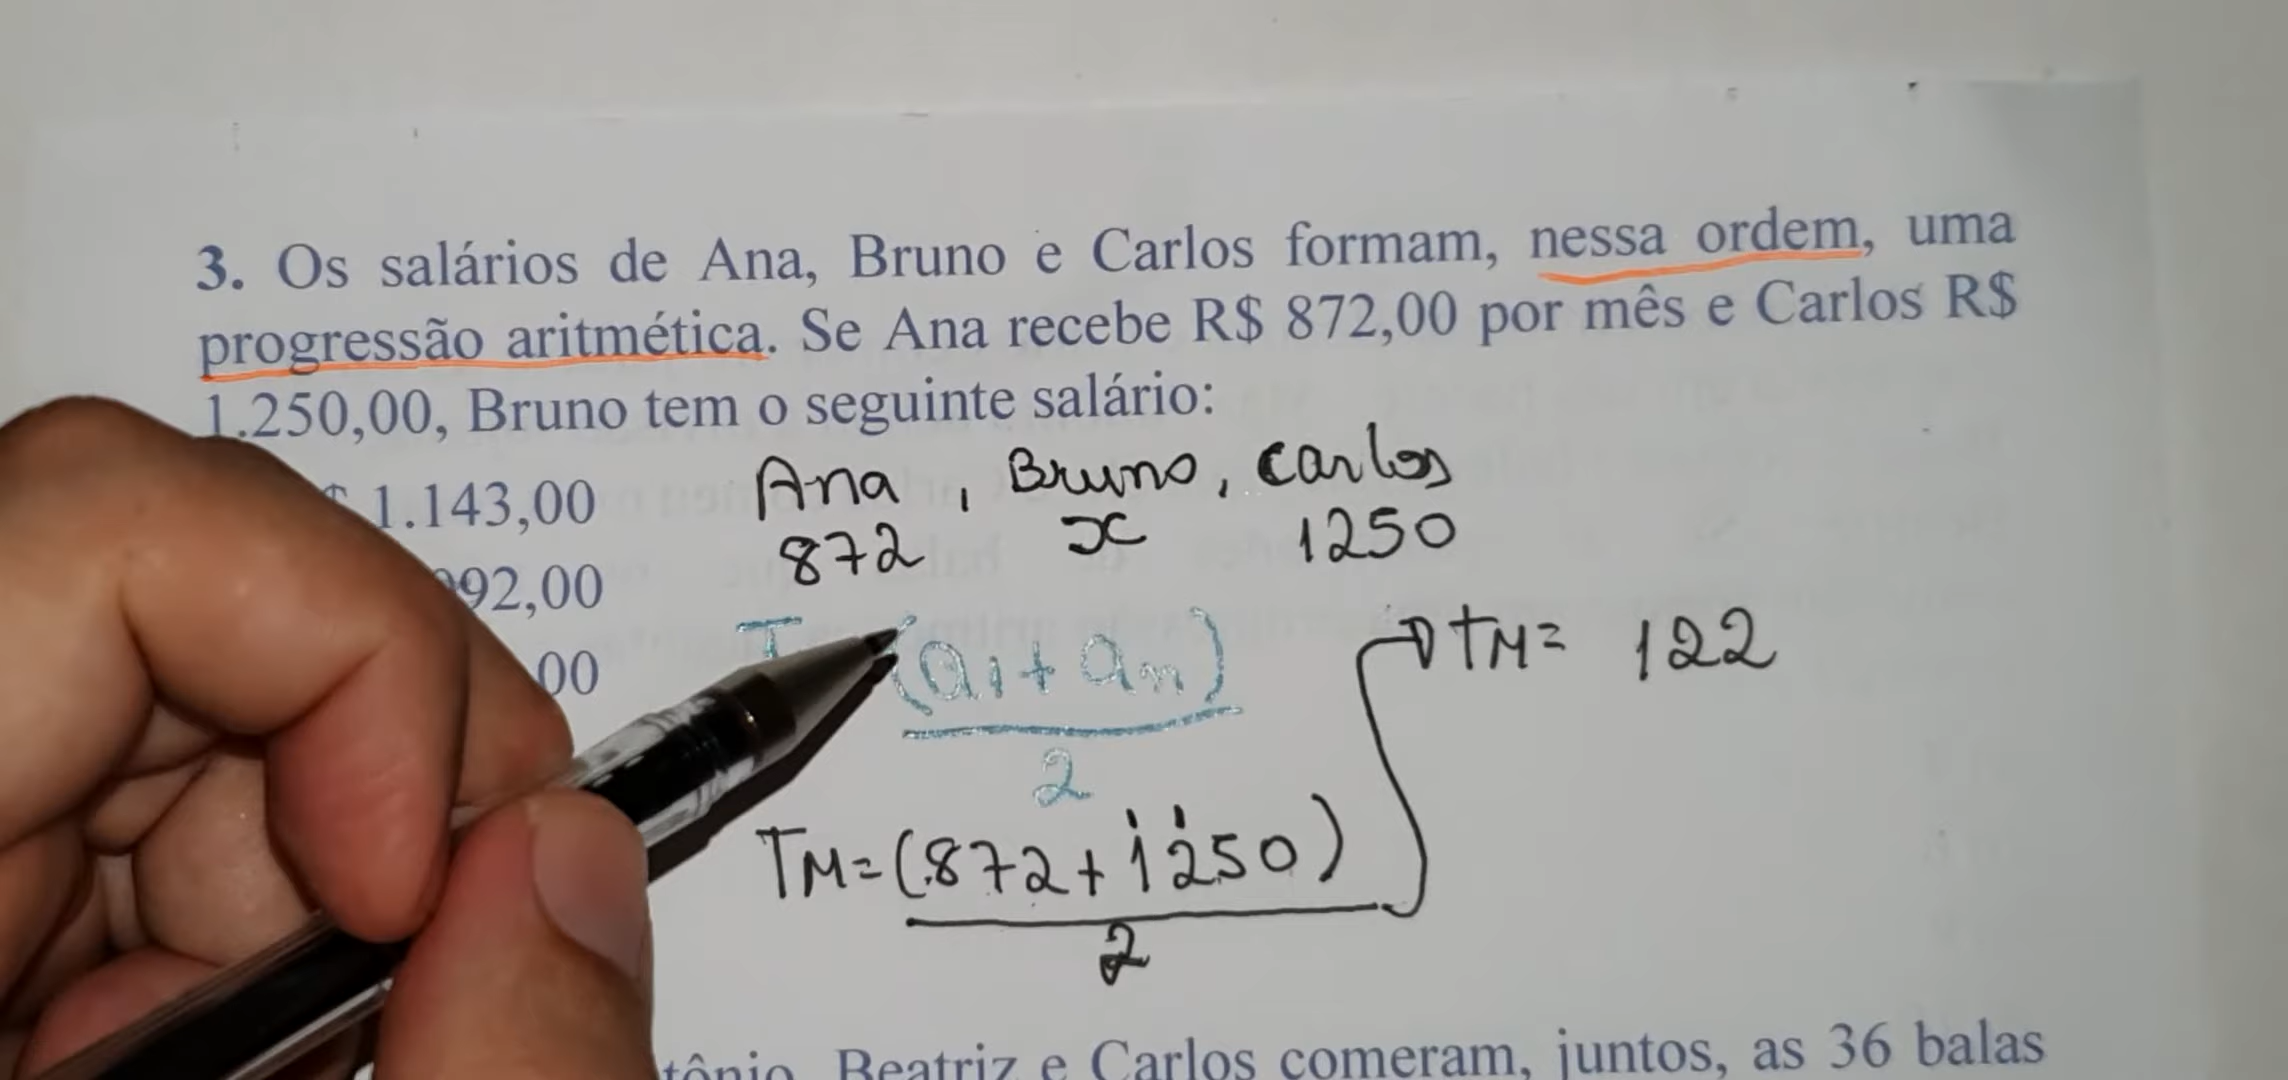 3. Os salários de Ana, Bruno e Carlos formam, nessa ordem, uma
progressão aritmética. Se Ana recebe R$ 872,00 por mês e Carlos R$
1.250,00, Bruno tem o seguinte salário:
1.143,00
92,00
00
Ana , Bruno, Carlos
872 x 1250
(a1 + an)
2
TM = (872 + 1250)
2
TM = 122
Beatriz e Carlos comeram, juntos, as 36 balas